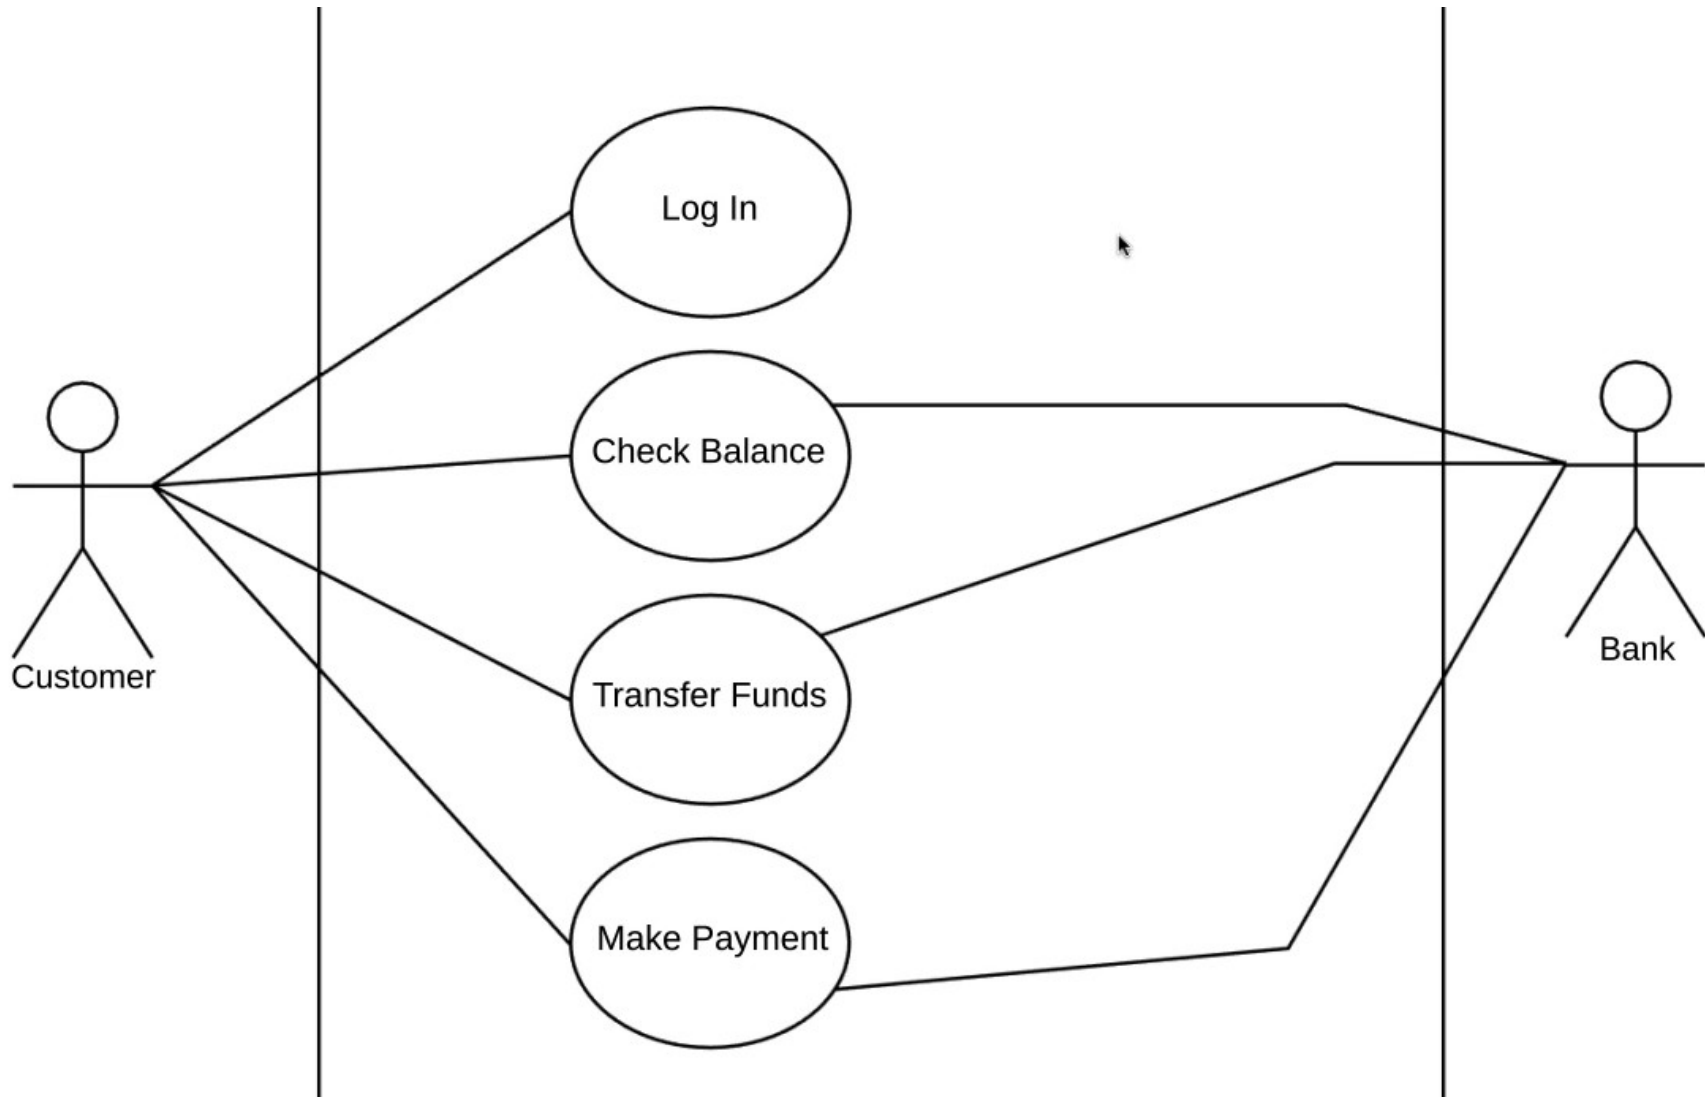 Log In
Check Balance
Transfer Funds
Make Payment
Customer
Bank